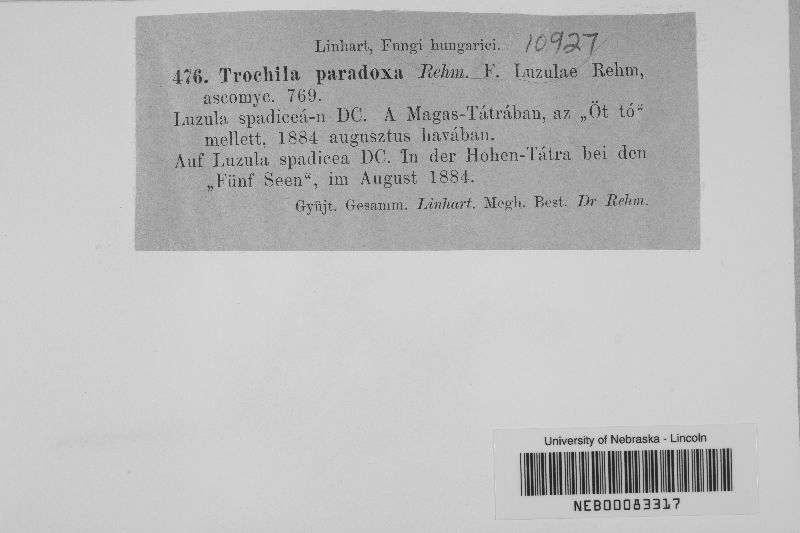 Linhart, Fungi hungarici. 10927
476. Trochila paradoxa Rehm. F. Luzulae Rehm,
ascomyc. 769.
Luzula spadiceá-n DC. A Magas-Tátrában, az „Öt tó“
mellett, 1884 augusztus havában.
Auf Luzula spadicea DC. In der Hohen-Tátra bei den
„Fünf Seen“, im August 1884.
Gyüjt. Gesamm. Linhart. Megh. Best. Dr Rehm.
University of Nebraska - Lincoln
NEB00083317